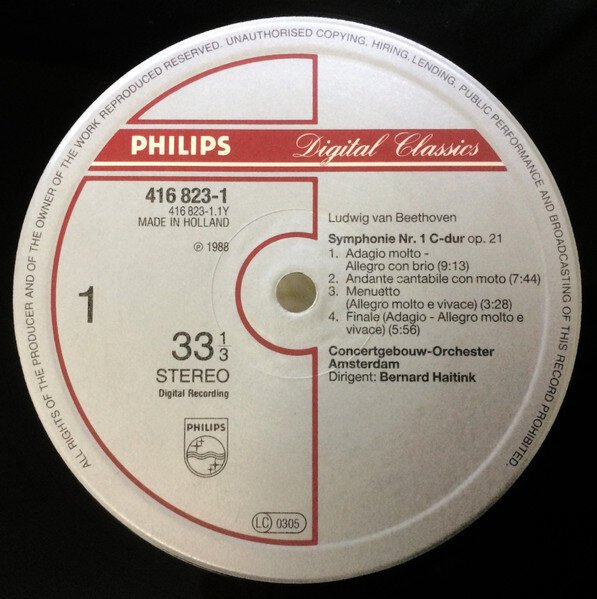 ALL RIGHTS OF THE PRODUCER AND OF THE OWNER OF THE WORK REPRODUCED RESERVED. UNAUTHORISED COPYING, HIRING, LENDING, PUBLIC PERFORMANCE AND BROADCASTING OF THIS RECORD PROHIBITED.
PHILIPS Digital Classics
416 823-1
416 823-1.1Y
MADE IN HOLLAND
℗ 1988
1
33 1/3
STEREO
Digital Recording
PHILIPS
LC 0305
Ludwig van Beethoven
Symphonie Nr. 1 C-dur op. 21
1. Adagio molto -
Allegro con brio (9:13)
2. Andante cantabile con moto (7:44)
3. Menuetto
(Allegro molto e vivace) (3:28)
4. Finale (Adagio - Allegro molto e
vivace) (5:56)
Concertgebouw-Orchester
Amsterdam
Dirigent: Bernard Haitink